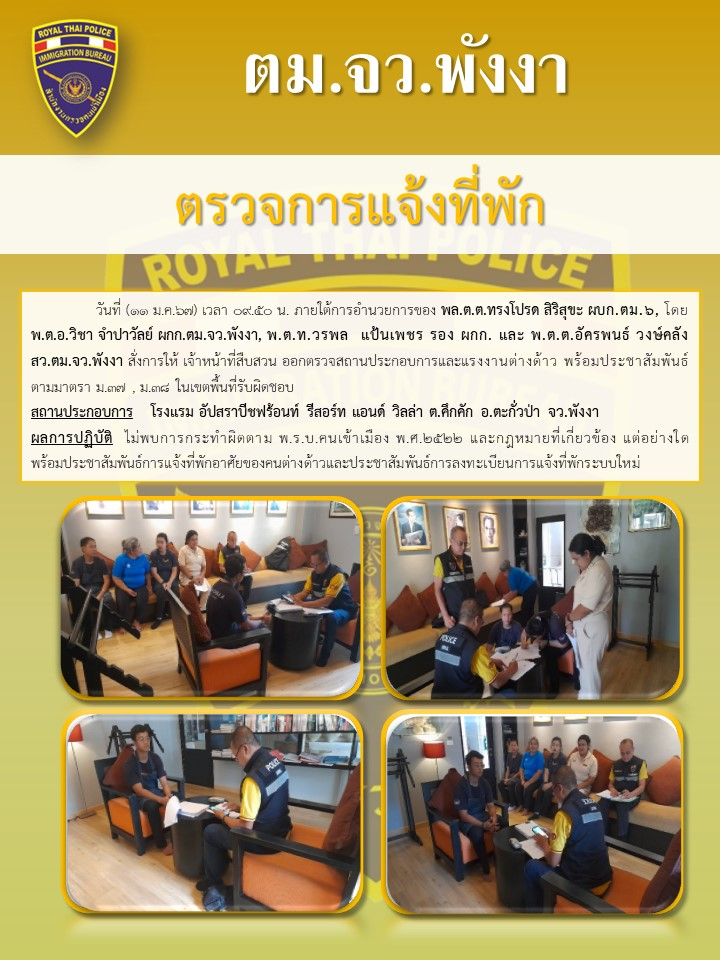 ROYAL THAI POLICE
IMMIGRATION BUREAU
สำนักงานตรวจคนเข้าเมือง
ตม.จว.พังงา
ตรวจการแจ้งที่พัก
ROYAL THAI POLICE
วันที่ (๑๑ ม.ค.๖๗) เวลา ๐๙.๕๐ น. ภายใต้การอำนวยการของ พล.ต.ต.ทรงโปรด สิริสุขะ ผบก.ตม.๖, โดย
พ.ต.อ.วิชา จำปาวัลย์ ผกก.ตม.จว.พังงา, พ.ต.ท.วรพล แป้นเพชร รอง ผกก. และ พ.ต.ต.อัครพนธ์ วงษ์คลัง
สว.ตม.จว.พังงา สั่งการให้ เจ้าหน้าที่สืบสวน ออกตรวจสถานประกอบการและแรงงานต่างด้าว พร้อมประชาสัมพันธ์
ตามมาตรา ม.๓๗ , ม.๓๘ ในเขตพื้นที่รับผิดชอบ
สถานประกอบการ โรงแรม อัปสราบีชฟร้อนท์ รีสอร์ท แอนด์ วิลล่า ต.คึกคัก อ.ตะกั่วป่า จว.พังงา
ผลการปฏิบัติ ไม่พบการกระทำผิดตาม พ.ร.บ.คนเข้าเมือง พ.ศ.๒๕๒๒ และกฎหมายที่เกี่ยวข้อง แต่อย่างใด
พร้อมประชาสัมพันธ์การแจ้งที่พักอาศัยของคนต่างด้าวและประชาสัมพันธ์การลงทะเบียนการแจ้งที่พักระบบใหม่
POLICE
POLICE